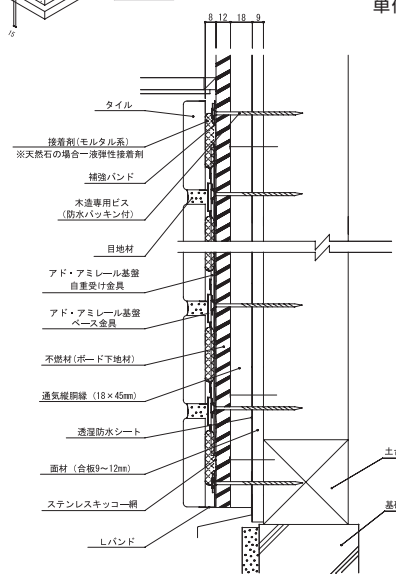 単位
15
8 12 18 9
タイル
接着剤(モルタル系)
※天然石の場合一液弾性接着剤
補強バンド
木造専用ビス
(防水パッキン付)
目地材
アド・アミレール基盤
自重受け金具
アド・アミレール基盤
ベース金具
不燃材(ボード下地材)
通気縦胴縁(18×45mm)
透湿防水シート
面材(合板9〜12mm)
ステンレスキッコー網
Lバンド
土台
基礎